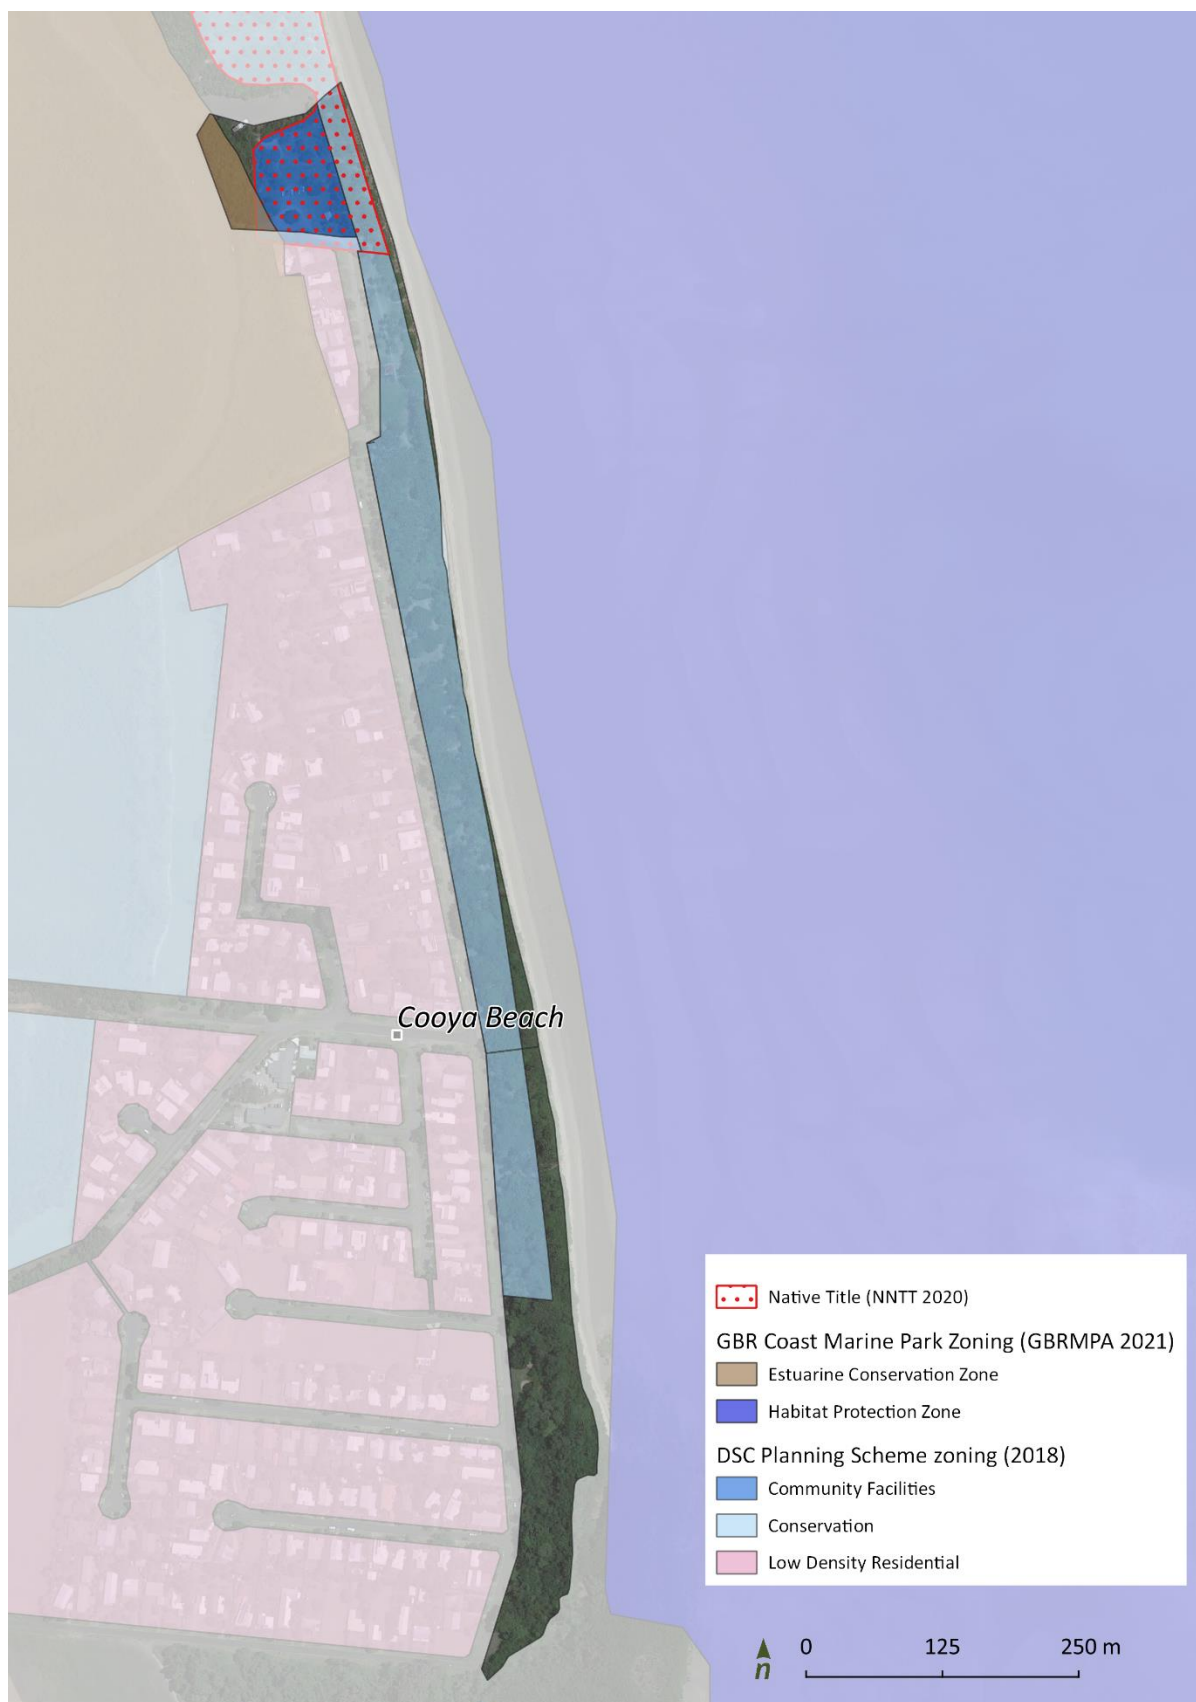 Cooya Beach
Native Title (NNTT 2020)
GBR Coast Marine Park Zoning (GBRMPA 2021)
Estuarine Conservation Zone
Habitat Protection Zone
DSC Planning Scheme zoning (2018)
Community Facilities
Conservation
Low Density Residential
n 0 125 250 m